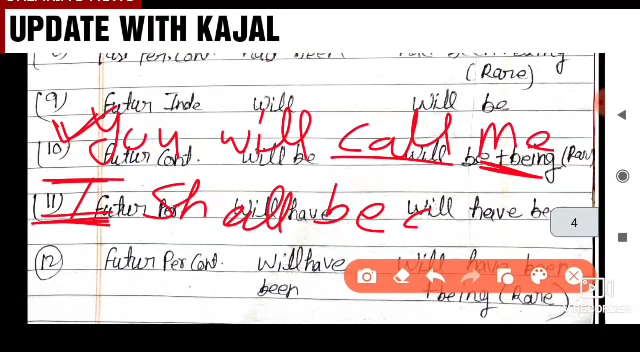 UPDATE WITH KAJAL
(Rare)
(9) Futur Inde will will be
you will call Me
(10) Futur Cont. will be will be + being (Rare)
I shall be c
(11) Futur Per will have will have be
4
(12) Futur Per Cont. will have will have been
been +being (Rare)